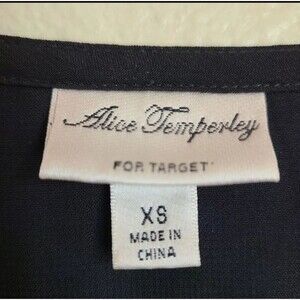 Alice Temperley
FOR TARGET
XS
MADE IN
CHINA